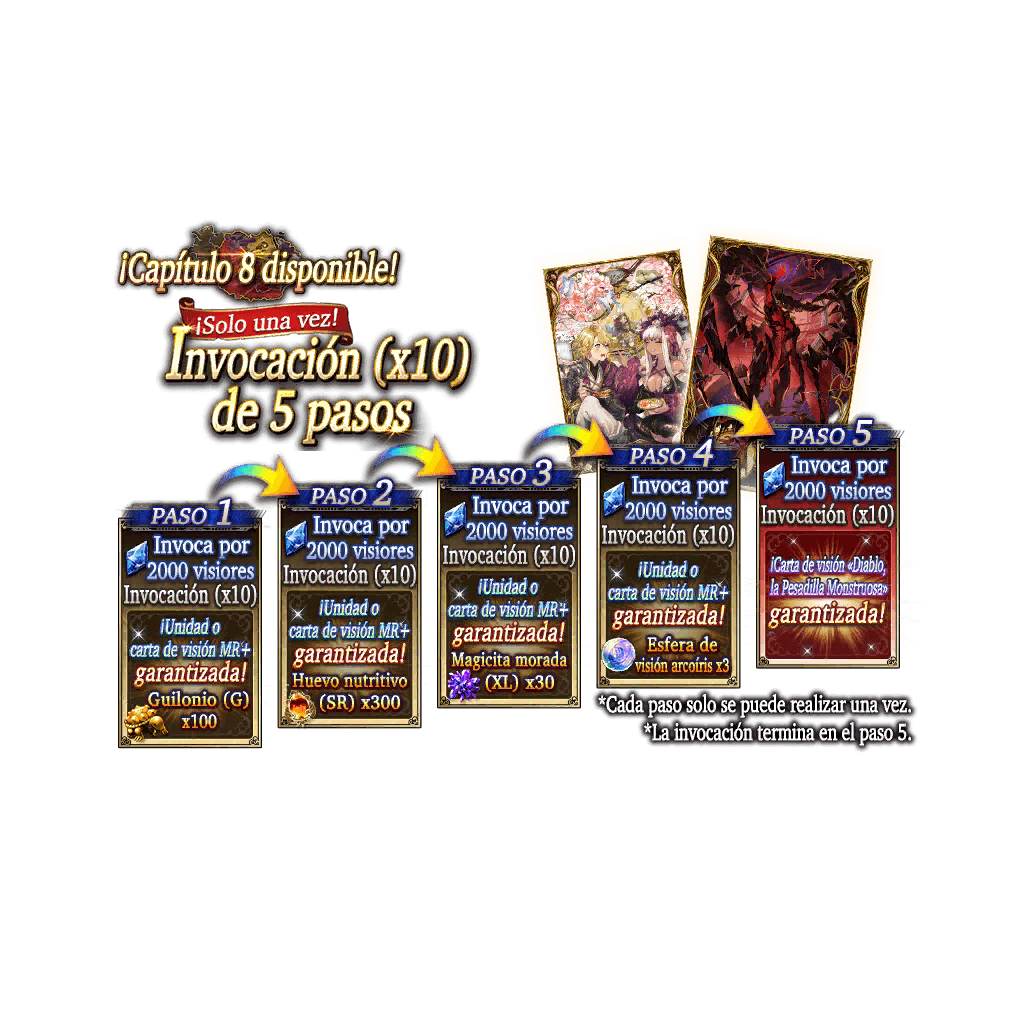 ¡Capítulo 8 disponible!
¡Solo una vez!
Invocación (x10)
de 5 pasos
PASO 1
Invoca por
2000 visiores
Invocación (x10)
¡Unidad o
carta de visión MR+
garantizada!
Guilonio (G)
x100
PASO 2
Invoca por
2000 visiores
Invocación (x10)
¡Unidad o
carta de visión MR+
garantizada!
Huevo nutritivo
(SR) x300
PASO 3
Invoca por
2000 visiores
Invocación (x10)
¡Unidad o
carta de visión MR+
garantizada!
Magicita morada
(XL) x30
PASO 4
Invoca por
2000 visiores
Invocación (x10)
¡Unidad o
carta de visión MR+
garantizada!
Esfera de
visión arcoíris x3
PASO 5
Invoca por
2000 visiores
Invocación (x10)
¡Carta de visión «Diablo,
la Pesadilla Monstruosa»
garantizada!
*Cada paso solo se puede realizar una vez.
*La invocación termina en el paso 5.